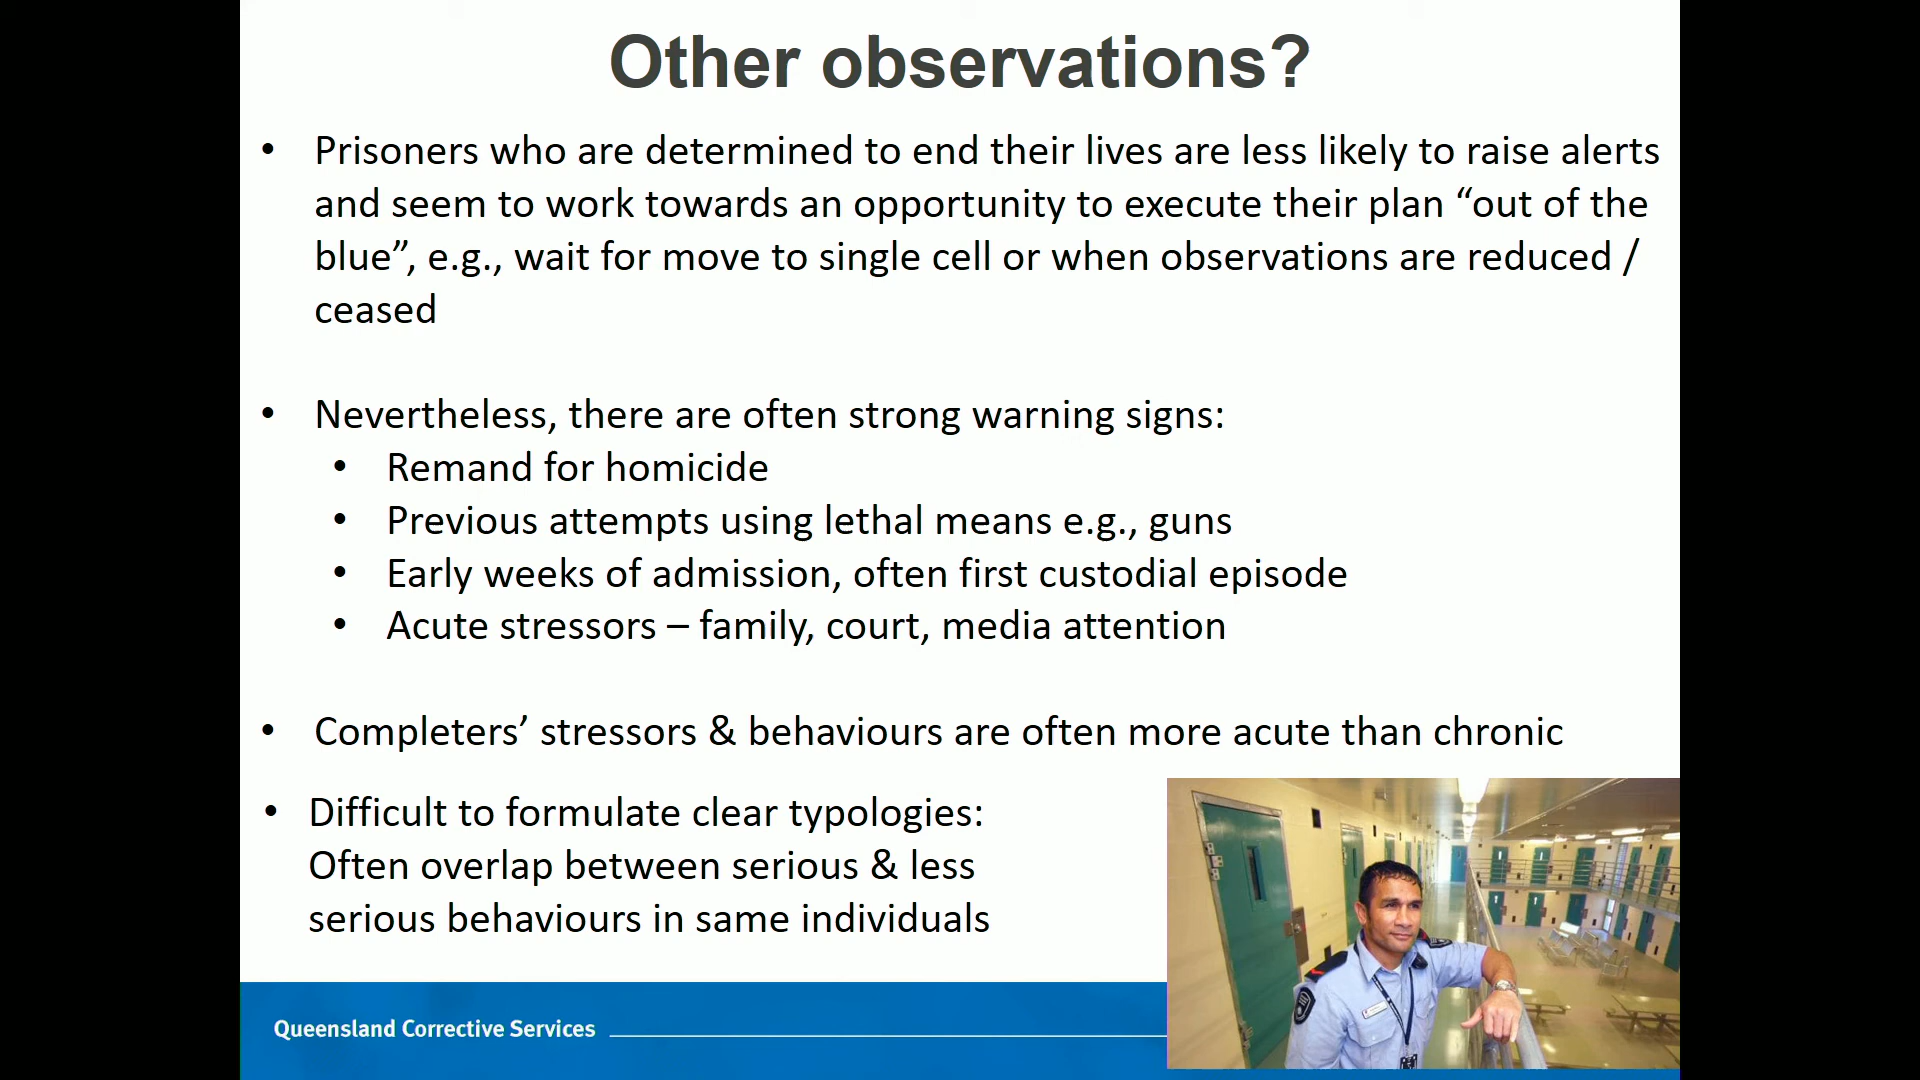 Other observations?
• Prisoners who are determined to end their lives are less likely to raise alerts
and seem to work towards an opportunity to execute their plan “out of the
blue”, e.g., wait for move to single cell or when observations are reduced /
ceased
• Nevertheless, there are often strong warning signs:
• Remand for homicide
• Previous attempts using lethal means e.g., guns
• Early weeks of admission, often first custodial episode
• Acute stressors – family, court, media attention
• Completers’ stressors & behaviours are often more acute than chronic
• Difficult to formulate clear typologies:
Often overlap between serious & less
serious behaviours in same individuals
Queensland Corrective Services